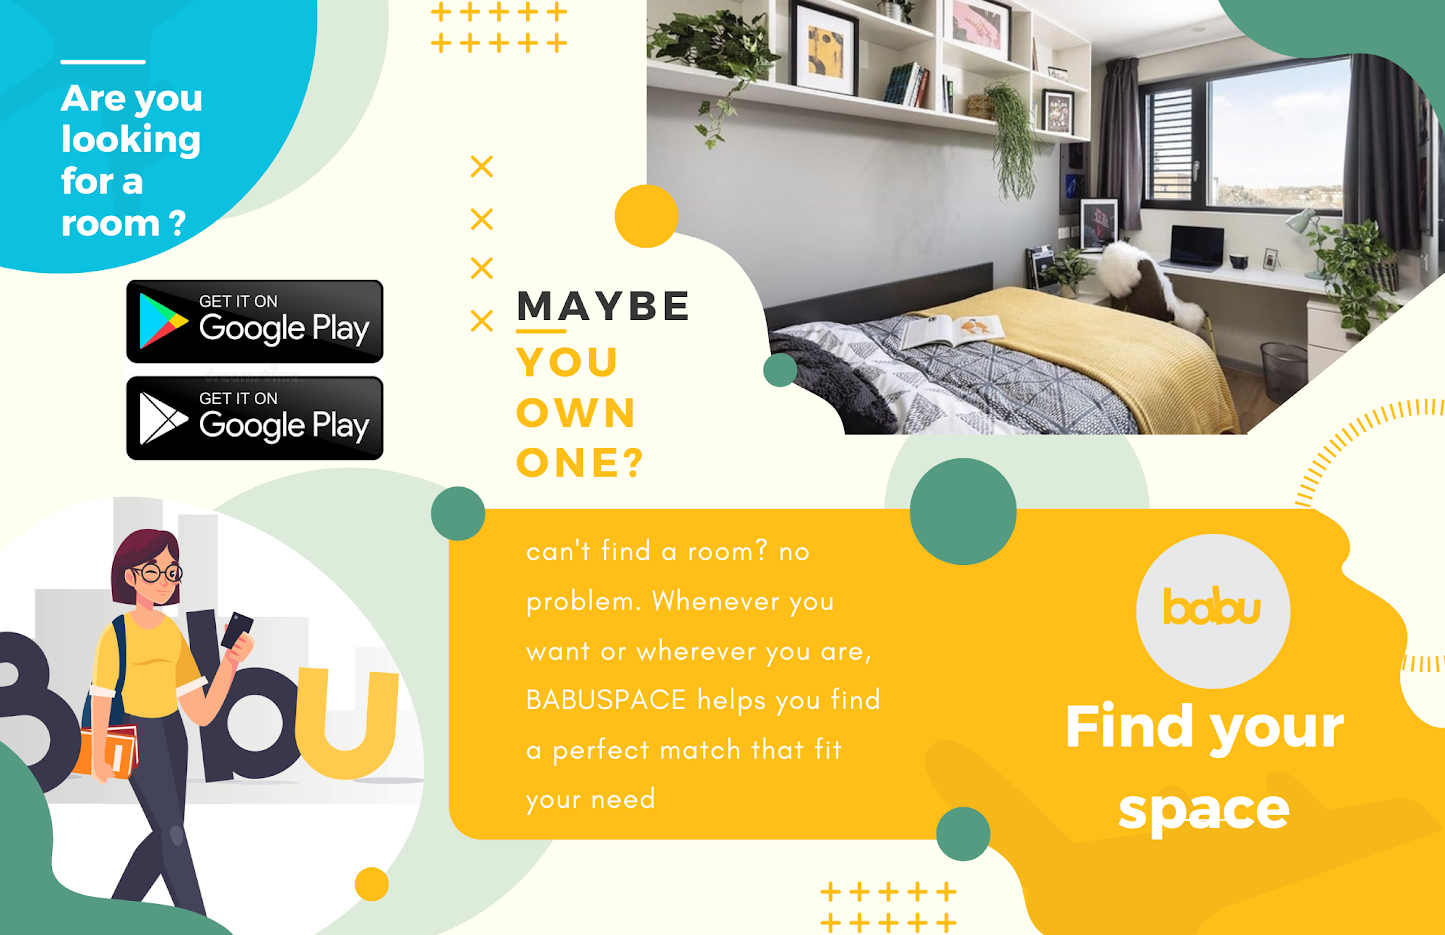 Are you
looking
for a
room ?
GET IT ON
Google Play
GET IT ON
Google Play
MAYBE
YOU
OWN
ONE?
can't find a room? no
problem. Whenever you
want or wherever you are,
BABUSPACE helps you find
a perfect match that fit
your need
Babu
babu
Find your
space